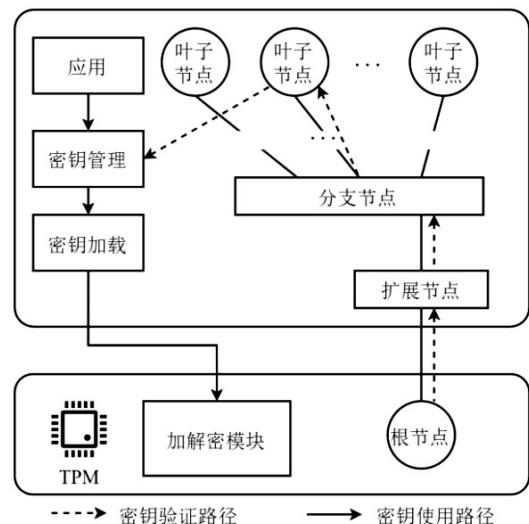 应用
叶子
节点
叶子
节点
...
叶子
节点
密钥管理
...
分支节点
密钥加载
扩展节点
TPM
加解密模块
根节点
密钥验证路径
密钥使用路径